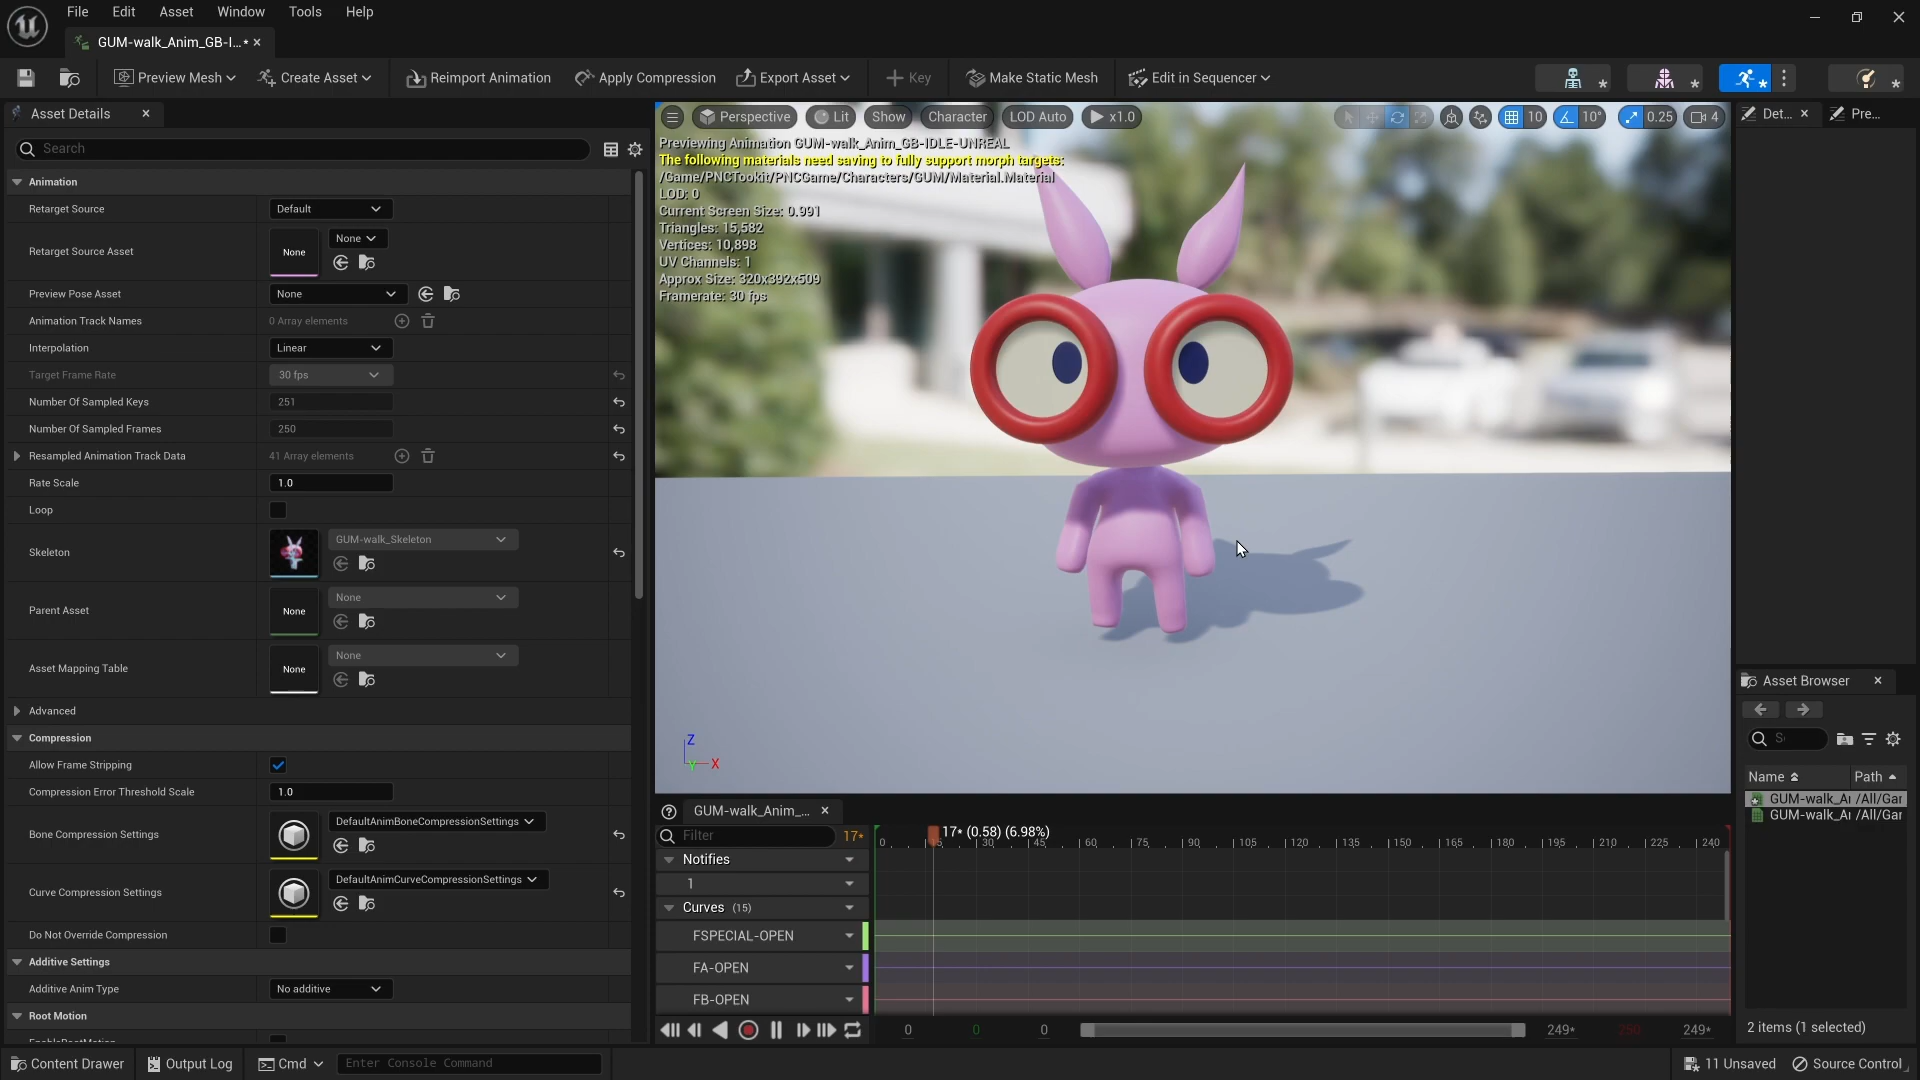 File Edit Asset Window Tools Help
GUM-walk_Anim_GB-I...*
Preview Mesh Create Asset Reimport Animation Apply Compression Export Asset Key Make Static Mesh Edit in Sequencer
Asset Details
Search
Animation
Retarget Source Default
Retarget Source Asset None None
Preview Pose Asset None
Animation Track Names 0 Array elements
Interpolation Linear
Target Frame Rate 30 fps
Number Of Sampled Keys 251
Number Of Sampled Frames 250
Resampled Animation Track Data 41 Array elements
Rate Scale 1.0
Loop
Skeleton GUM-walk_Skeleton
Parent Asset None None
Asset Mapping Table None None
Advanced
Compression
Allow Frame Stripping
Compression Error Threshold Scale 1.0
Bone Compression Settings DefaultAnimBoneCompressionSettings
Curve Compression Settings DefaultAnimCurveCompressionSettings
Do Not Override Compression
Additive Settings
Additive Anim Type No additive
Root Motion
Perspective Lit Show Character LOD Auto x1.0 10 10° 0.25 4
Previewing Animation GUM-walk_Anim_GB-IDLE-UNREAL
The following materials need saving to fully support morph targets:
/Game/PNCTookit/PNCGame/Characters/GUM/Material.Material
LOD: 0
Current Screen Size: 0.991
Triangles: 15,582
Vertices: 10,898
UV Channels: 1
Approx Size: 320x392x509
Framerate: 30 fps
Z
Y X
GUM-walk_Anim_...
Filter 17* 17* (0.58) (6.98%)
0 15 30 45 60 75 90 105 120 135 150 165 180 195 210 225 240
Notifies
1
Curves (15)
FSPECIAL-OPEN
FA-OPEN
FB-OPEN
0 0 0 249* 250 249*
Det... Pre...
Asset Browser
Name Path
GUM-walk_Ar /All/Gar
GUM-walk_Ar /All/Gar
2 items (1 selected)
Content Drawer Output Log Cmd Enter Console Command 11 Unsaved Source Control